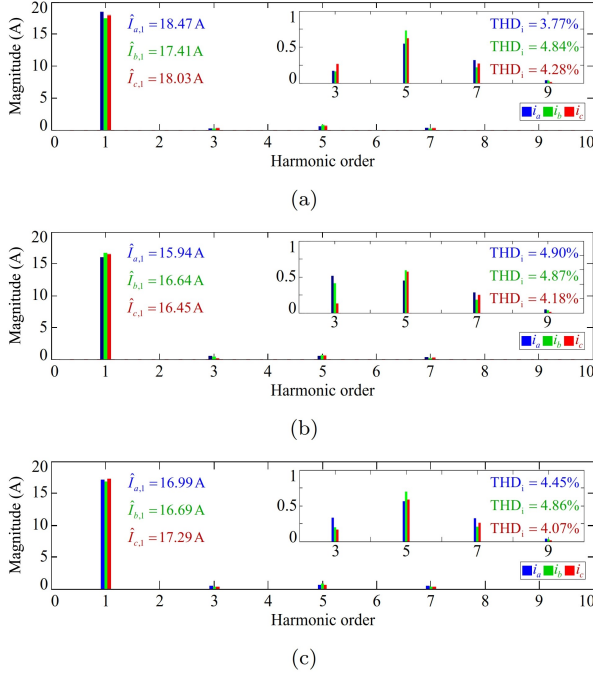 20
15
10
5
0
Magnitude (A)
Î_{a,1} = 18.47 A
Î_{b,1} = 17.41 A
Î_{c,1} = 18.03 A
1
0.5
0
3 5 7 9
THD_i = 3.77%
THD_i = 4.84%
THD_i = 4.28%
i_a i_b i_c
0 1 2 3 4 5 6 7 8 9 10
Harmonic order
(a)
20
15
10
5
0
Magnitude (A)
Î_{a,1} = 15.94 A
Î_{b,1} = 16.64 A
Î_{c,1} = 16.45 A
1
0.5
0
3 5 7 9
THD_i = 4.90%
THD_i = 4.87%
THD_i = 4.18%
i_a i_b i_c
0 1 2 3 4 5 6 7 8 9 10
Harmonic order
(b)
20
15
10
5
0
Magnitude (A)
Î_{a,1} = 16.99 A
Î_{b,1} = 16.69 A
Î_{c,1} = 17.29 A
1
0.5
0
3 5 7 9
THD_i = 4.45%
THD_i = 4.86%
THD_i = 4.07%
i_a i_b i_c
0 1 2 3 4 5 6 7 8 9 10
Harmonic order
(c)